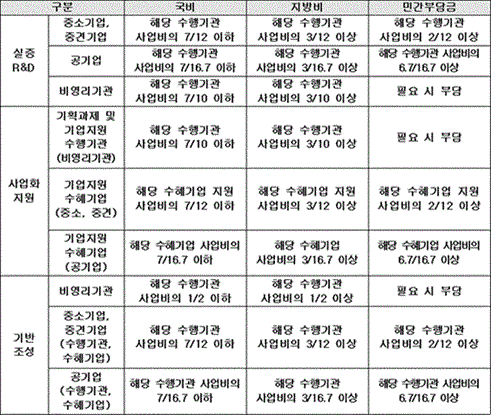 구분 국비 지방비 민간부담금
실증
R&D
중소기업,
중견기업
해당 수행기관
사업비의 7/12 이하
해당 수행기관
사업비의 3/12 이상
해당 수행기관
사업비의 2/12 이상
공기업
해당 수행기관
사업비의 7/16.7 이하
해당 수행기관
사업비의 3/16.7 이상
해당 수행기관 사업비의
6.7/16.7 이상
비영리기관
해당 수행기관
사업비의 7/10 이하
해당 수행기관
사업비의 3/10 이상
필요 시 부담
사업화
지원
기획과제 및
기업지원
수행기관
(비영리기관)
해당 수행기관
사업비의 7/10 이하
해당 수행기관
사업비의 3/10 이상
필요 시 부담
기업지원
수혜기업
(중소, 중견)
해당 수혜기업 지원
사업비의 7/12 이하
해당 수혜기업 지원
사업비의 3/12 이상
해당 수혜기업 지원
사업비의 2/12 이상
기업지원
수혜기업
(공기업)
해당 수혜기업 사업비의
7/16.7 이하
해당 수혜기업
사업비의 3/16.7 이상
해당 수혜기업 사업비의
6.7/16.7 이상
기반
조성
비영리기관
해당 수행기관
사업비의 1/2 이하
해당 수행기관
사업비의 1/2 이상
필요 시 부담
중소기업,
중견기업
(수행기관,
수혜기업)
해당 수행기관
사업비의 7/12 이하
해당 수행기관
사업비의 3/12 이상
해당 수행기관
사업비의 2/12 이상
공기업
(수행기관,
수혜기업)
해당 수행기관 사업비의
7/16.7 이하
해당 수행기관
사업비의 3/16.7 이상
해당 수행기관 사업비의
6.7/16.7 이상